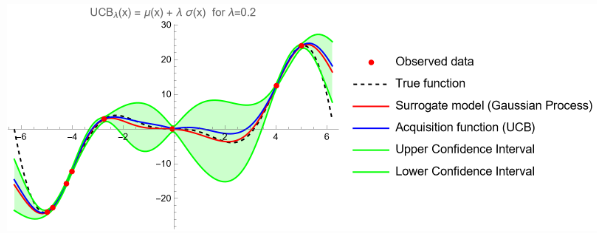 UCBλ(x) = μ(x) + λ σ(x) for λ=0.2
30
20
10
-6 -4 -2 2 4 6
-10
-20
Observed data
True function
Surrogate model (Gaussian Process)
Acquisition function (UCB)
Upper Confidence Interval
Lower Confidence Interval